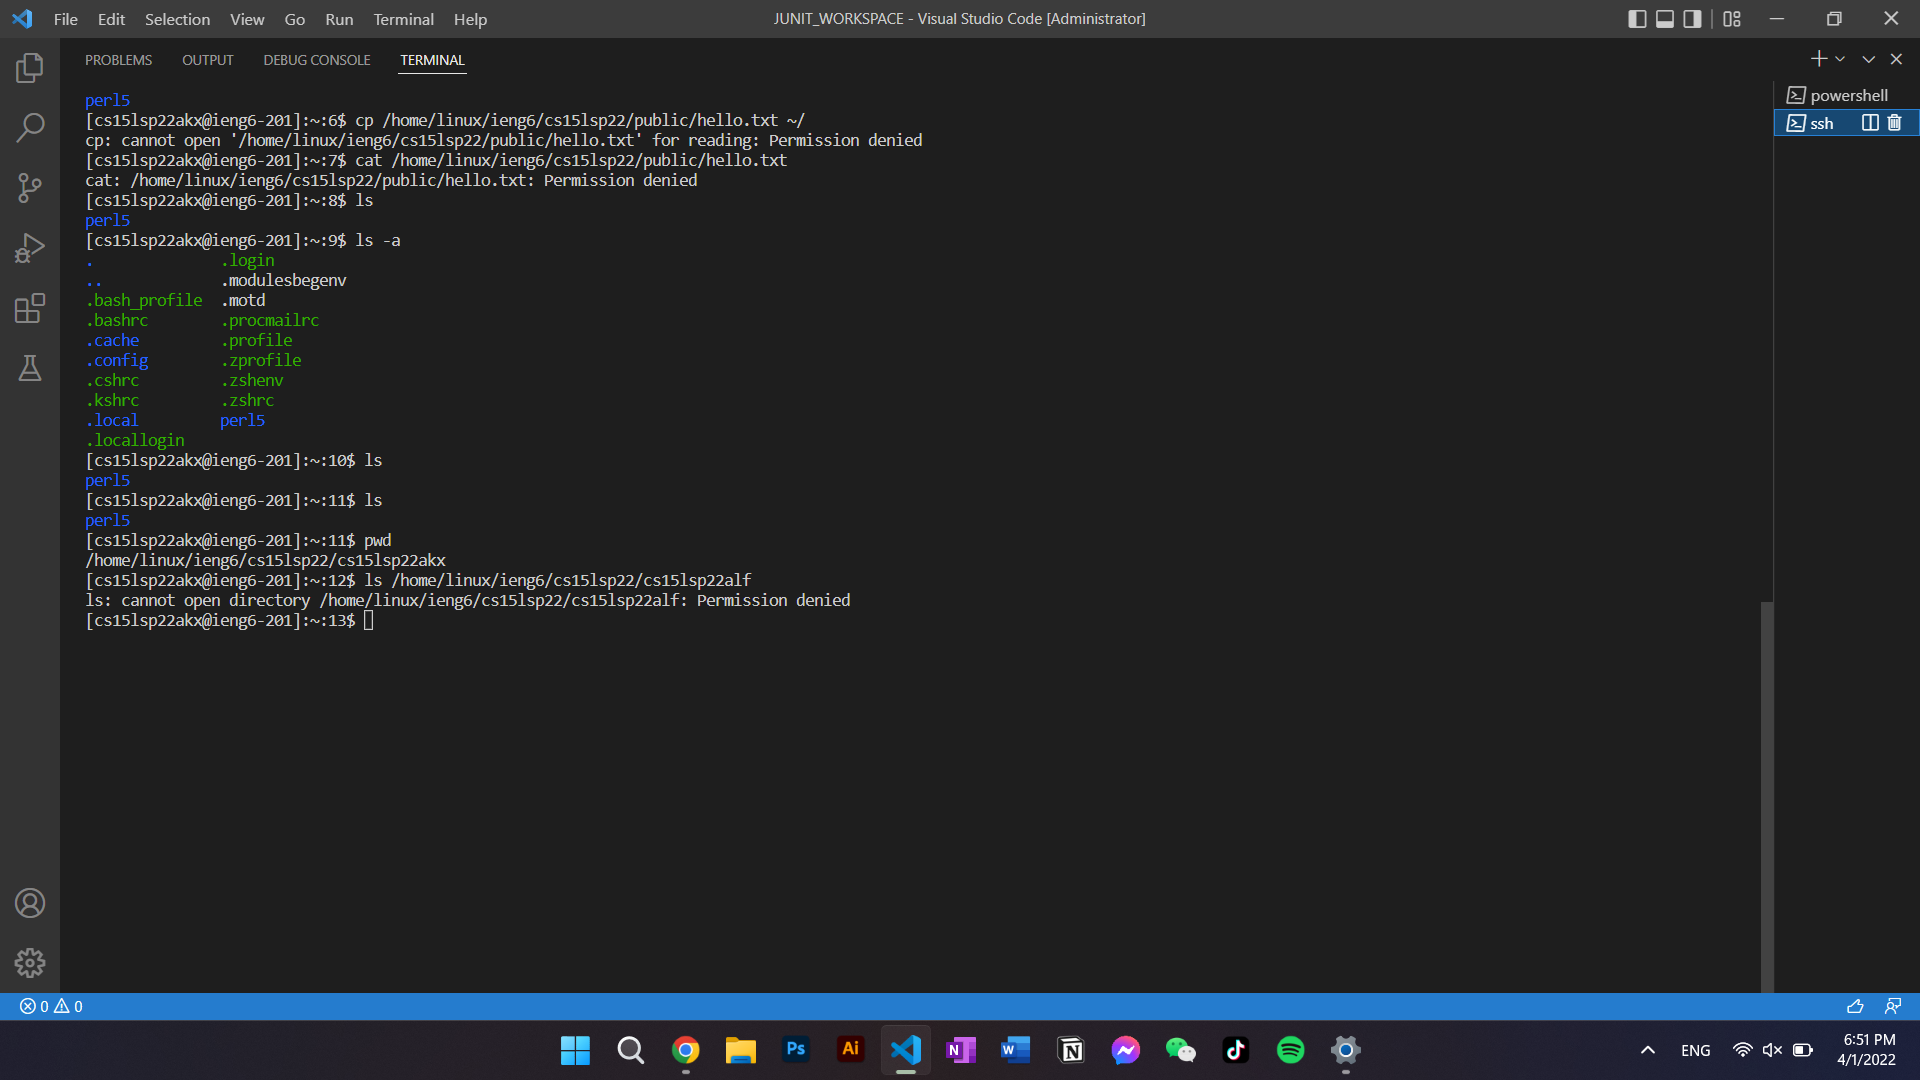 File Edit Selection View Go Run Terminal Help
JUNIT_WORKSPACE - Visual Studio Code [Administrator]
PROBLEMS OUTPUT DEBUG CONSOLE TERMINAL
perl5
[cs15lsp22akx@ieng6-201]:~:6$ cp /home/linux/ieng6/cs15lsp22/public/hello.txt ~/
cp: cannot open '/home/linux/ieng6/cs15lsp22/public/hello.txt' for reading: Permission denied
[cs15lsp22akx@ieng6-201]:~:7$ cat /home/linux/ieng6/cs15lsp22/public/hello.txt
cat: /home/linux/ieng6/cs15lsp22/public/hello.txt: Permission denied
[cs15lsp22akx@ieng6-201]:~:8$ ls
perl5
[cs15lsp22akx@ieng6-201]:~:9$ ls -a
. .login
.. .modulesbegenv
.bash_profile .motd
.bashrc .procmailrc
.cache .profile
.config .zprofile
.cshrc .zshenv
.kshrc .zshrc
.local perl5
.locallogin
[cs15lsp22akx@ieng6-201]:~:10$ ls
perl5
[cs15lsp22akx@ieng6-201]:~:11$ ls
perl5
[cs15lsp22akx@ieng6-201]:~:11$ pwd
/home/linux/ieng6/cs15lsp22/cs15lsp22akx
[cs15lsp22akx@ieng6-201]:~:12$ ls /home/linux/ieng6/cs15lsp22/cs15lsp22alf
ls: cannot open directory /home/linux/ieng6/cs15lsp22/cs15lsp22alf: Permission denied
[cs15lsp22akx@ieng6-201]:~:13$
powershell
ssh
0 0
Ps Ai N W N
ENG
6:51 PM
4/1/2022